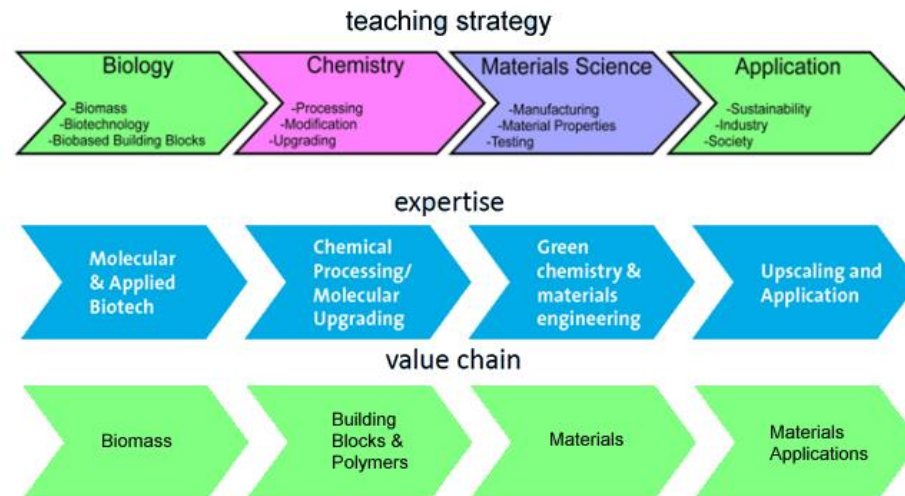 teaching strategy
Biology
-Biomass
-Biotechnology
-Biobased Building Blocks
Chemistry
-Processing
-Modification
-Upgrading
Materials Science
-Manufacturing
-Material Properties
-Testing
Application
-Sustainability
-Industry
-Society
expertise
Molecular
& Applied
Biotech
Chemical
Processing/
Molecular
Upgrading
Green
chemistry &
materials
engineering
Upscaling and
Application
value chain
Biomass
Building
Blocks &
Polymers
Materials
Materials
Applications